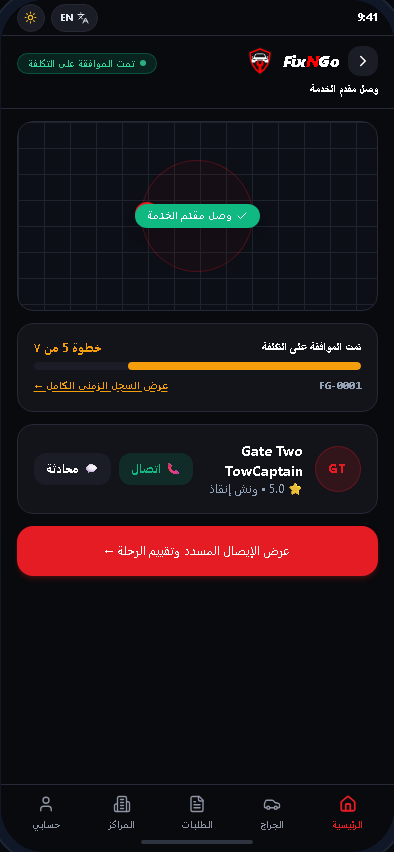 9:41
EN
FixNGo
وصل مقدم الخدمة
تمت الموافقة على التكلفة
وصل مقدم الخدمة
تمت الموافقة على التكلفة
خطوة 5 من ٧
FG-0001
عرض السجل الزمني الكامل ←
GT
Gate Two
TowCaptain
5.0 • ونش إنقاذ
اتصال
محادثة
عرض الإيصال المسدد وتقييم الرحلة ←
الرئيسية
الجراج
الطلبات
المراكز
حسابي